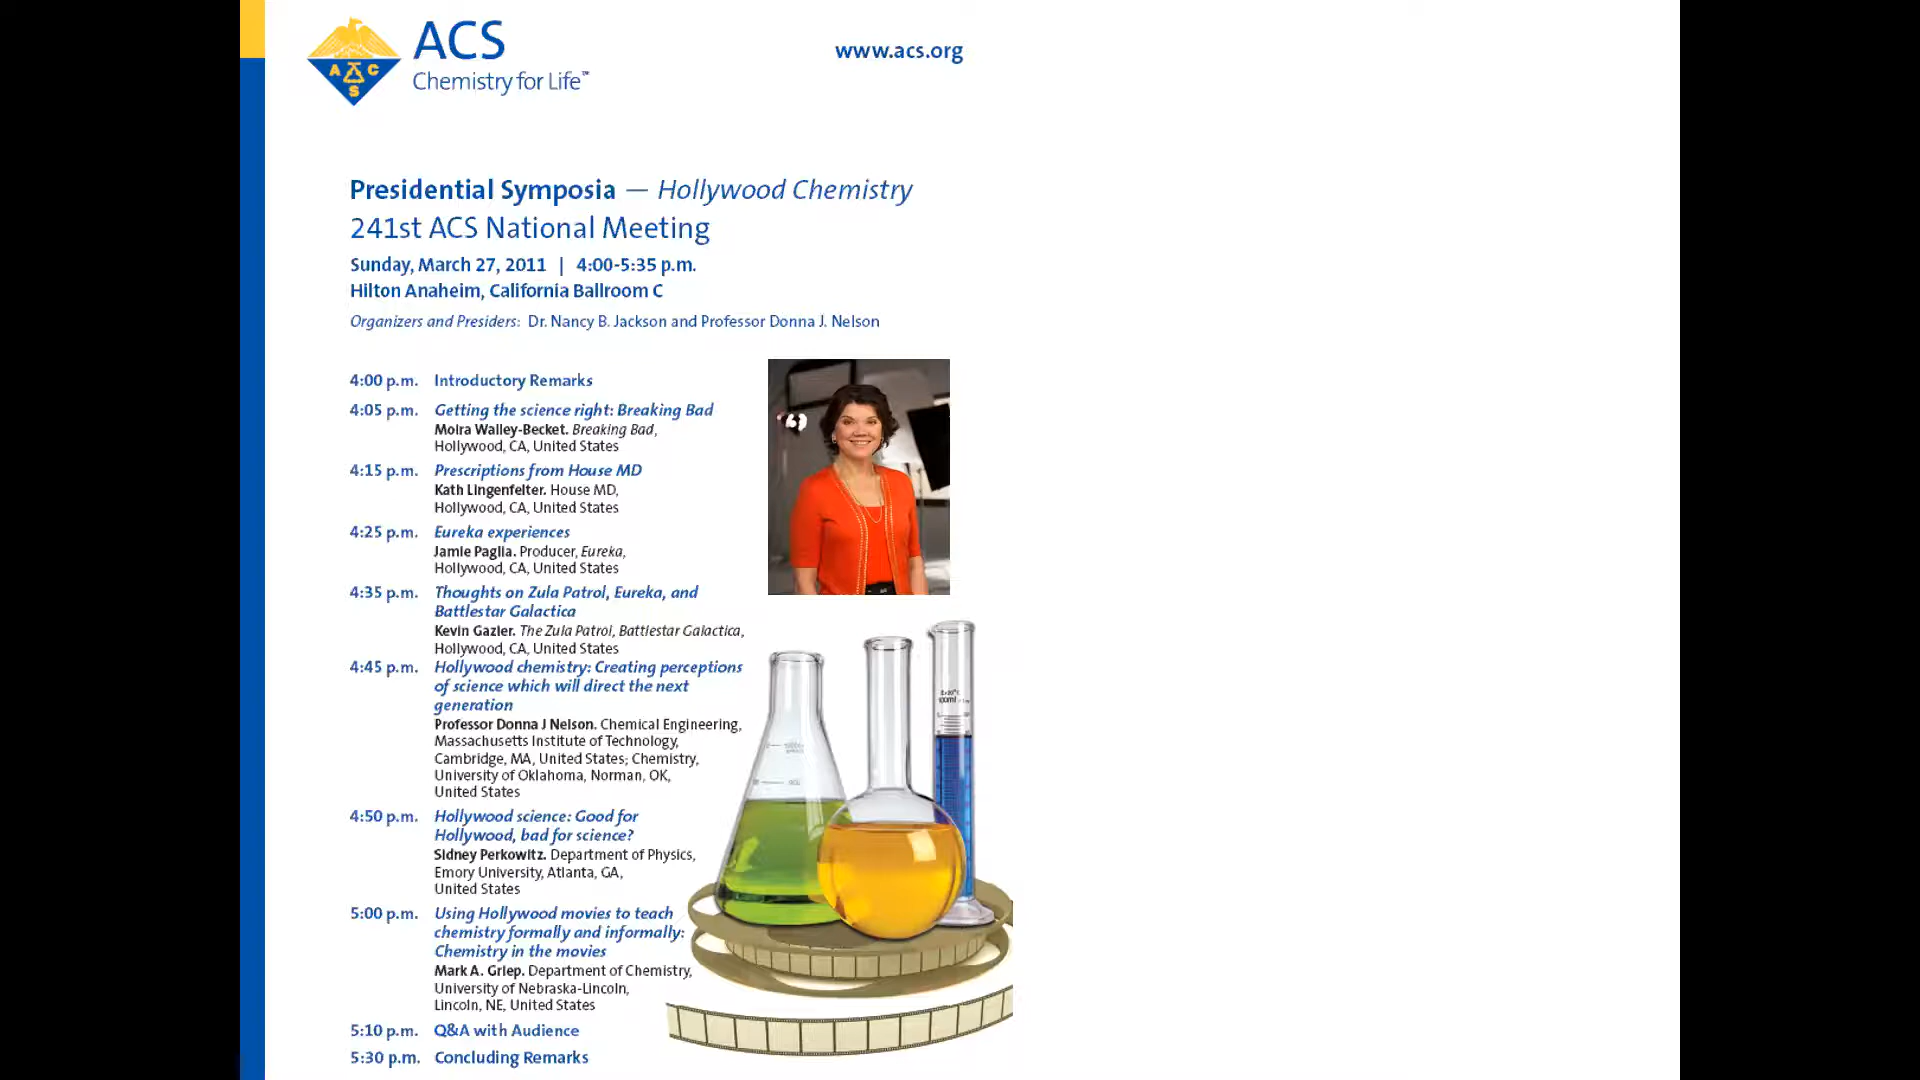 ACS
Chemistry for Life™
A C S
www.acs.org
Presidential Symposia — Hollywood Chemistry
241st ACS National Meeting
Sunday, March 27, 2011 | 4:00-5:35 p.m.
Hilton Anaheim, California Ballroom C
Organizers and Presiders: Dr. Nancy B. Jackson and Professor Donna J. Nelson
4:00 p.m. Introductory Remarks
4:05 p.m. Getting the science right: Breaking Bad
Moira Walley-Becket. Breaking Bad,
Hollywood, CA, United States
4:15 p.m. Prescriptions from House MD
Kath Lingenfelter. House MD,
Hollywood, CA, United States
4:25 p.m. Eureka experiences
Jamie Paglia. Producer, Eureka,
Hollywood, CA, United States
4:35 p.m. Thoughts on Zula Patrol, Eureka, and
Battlestar Galactica
Kevin Gazier. The Zula Patrol, Battlestar Galactica,
Hollywood, CA, United States
4:45 p.m. Hollywood chemistry: Creating perceptions
of science which will direct the next
generation
Professor Donna J Nelson. Chemical Engineering,
Massachusetts Institute of Technology,
Cambridge, MA, United States; Chemistry,
University of Oklahoma, Norman, OK,
United States
4:50 p.m. Hollywood science: Good for
Hollywood, bad for science?
Sidney Perkowitz. Department of Physics,
Emory University, Atlanta, GA,
United States
5:00 p.m. Using Hollywood movies to teach
chemistry formally and informally:
Chemistry in the movies
Mark A. Griep. Department of Chemistry,
University of Nebraska-Lincoln,
Lincoln, NE, United States
5:10 p.m. Q&A with Audience
5:30 p.m. Concluding Remarks